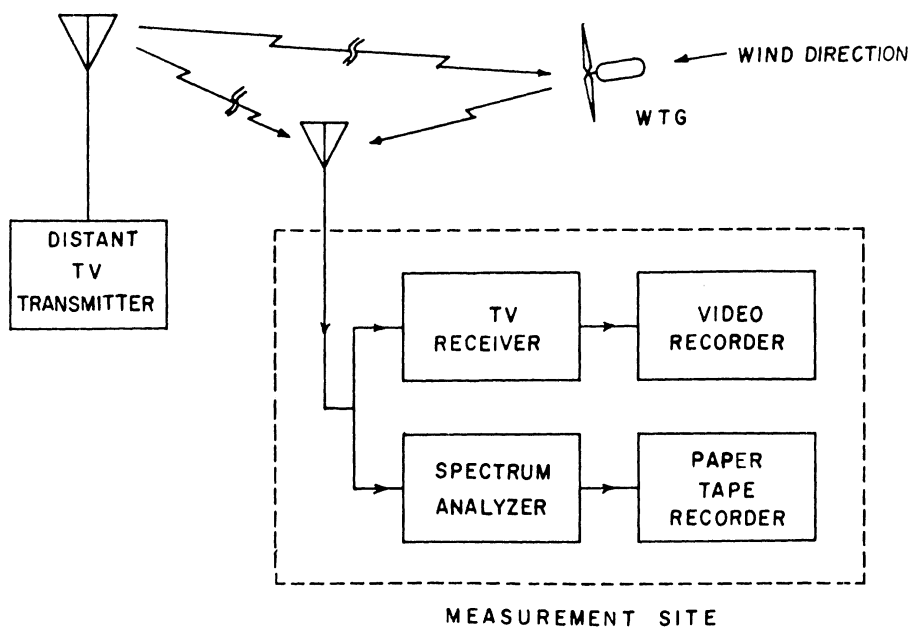 WIND DIRECTION
WTG
DISTANT
TV
TRANSMITTER
TV
RECEIVER
VIDEO
RECORDER
SPECTRUM
ANALYZER
PAPER
TAPE
RECORDER
MEASUREMENT SITE